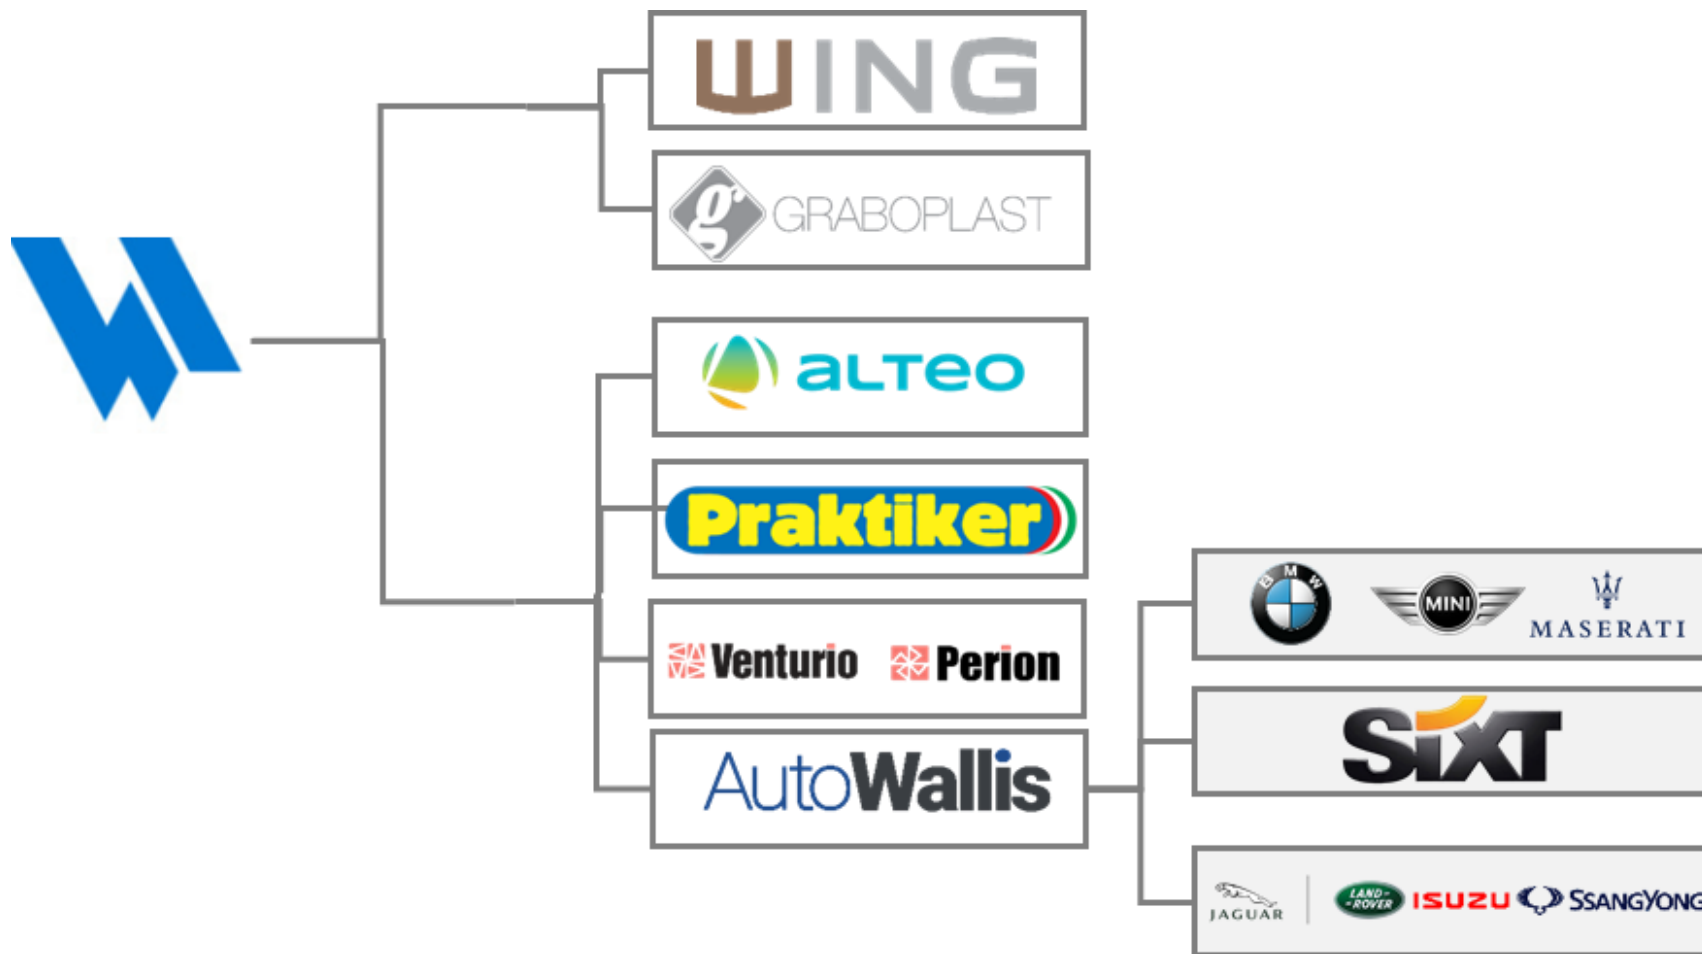 WING
g GRABOPLAST
ALTEO
Praktiker
Venturio Perion
AutoWallis
BMW MINI MASERATI
SIXT
JAGUAR LAND-ROVER ISUZU SSANGYONG